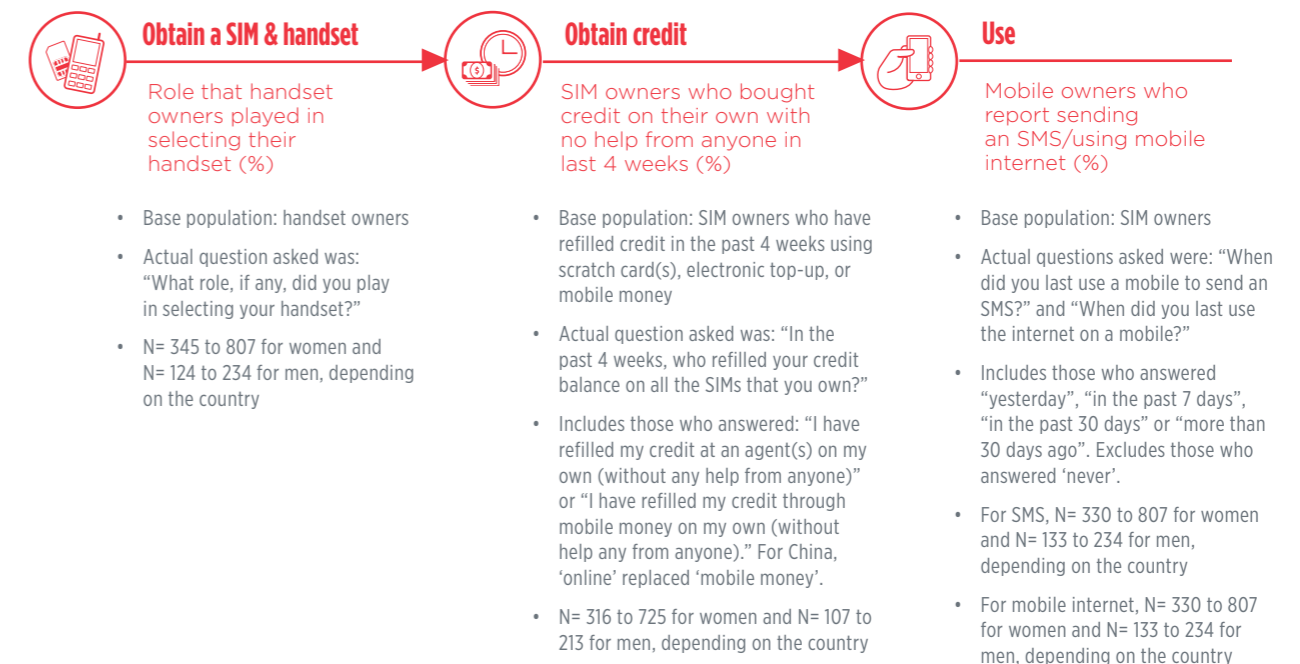 Obtain a SIM & handset
Role that handset
owners played in
selecting their
handset (%)
• Base population: handset owners
• Actual question asked was:
“What role, if any, did you play
in selecting your handset?”
• N= 345 to 807 for women and
N= 124 to 234 for men, depending
on the country
Obtain credit
SIM owners who bought
credit on their own with
no help from anyone in
last 4 weeks (%)
• Base population: SIM owners who have
refilled credit in the past 4 weeks using
scratch card(s), electronic top-up, or
mobile money
• Actual question asked was: “In the
past 4 weeks, who refilled your credit
balance on all the SIMs that you own?”
• Includes those who answered: “I have
refilled my credit at an agent(s) on my
own (without any help from anyone)”
or “I have refilled my credit through
mobile money on my own (without
help any from anyone).” For China,
‘online’ replaced ‘mobile money’.
• N= 316 to 725 for women and N= 107 to
213 for men, depending on the country
Use
Mobile owners who
report sending
an SMS/using mobile
internet (%)
• Base population: SIM owners
• Actual questions asked were: “When
did you last use a mobile to send an
SMS?” and “When did you last use
the internet on a mobile?”
• Includes those who answered
“yesterday”, “in the past 7 days”,
“in the past 30 days” or “more than
30 days ago”. Excludes those who
answered ‘never’.
• For SMS, N= 330 to 807 for women
and N= 133 to 234 for men,
depending on the country
• For mobile internet, N= 330 to 807
for women and N= 133 to 234 for
men, depending on the country